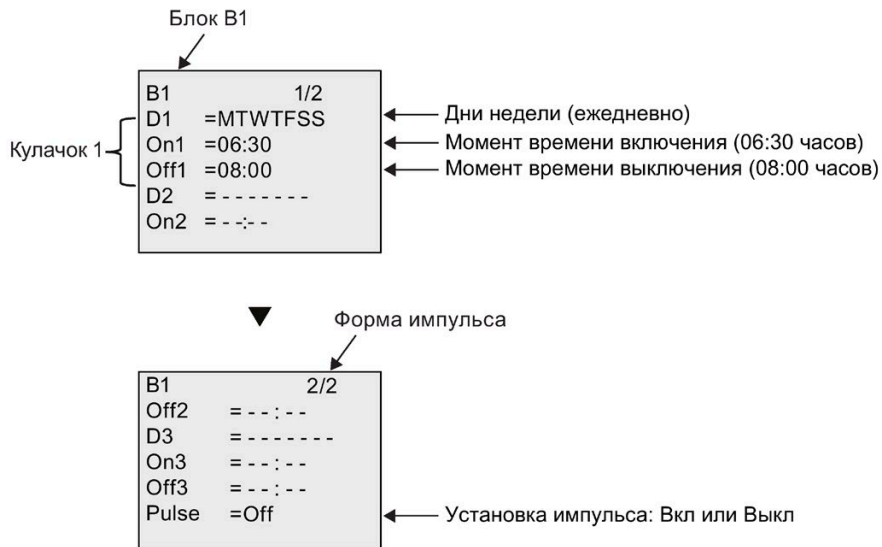 Блок B1
B1 1/2
D1 =MTWTFSS
On1 =06:30
Off1 =08:00
D2 = - - - - - - -
On2 = - -:- -
Кулачок 1
Дни недели (ежедневно)
Момент времени включения (06:30 часов)
Момент времени выключения (08:00 часов)
Форма импульса
B1 2/2
Off2 = - - : - -
D3 = - - - - - - -
On3 = - - : - -
Off3 = - - : - -
Pulse =Off
Установка импульса: Вкл или Выкл